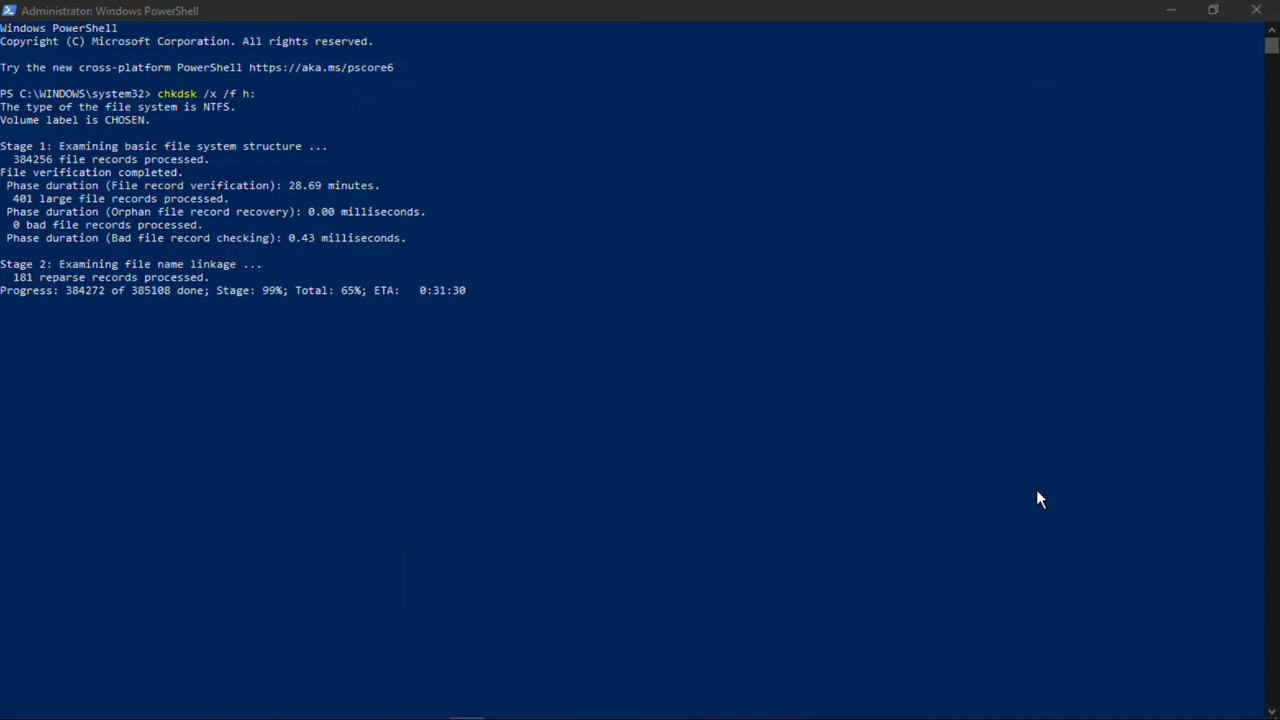 Administrator: Windows PowerShell
Windows PowerShell
Copyright (C) Microsoft Corporation. All rights reserved.
Try the new cross-platform PowerShell https://aka.ms/pscore6
PS C:\WINDOWS\system32> chkdsk /x /f h:
The type of the file system is NTFS.
Volume label is CHOSEN.
Stage 1: Examining basic file system structure ...
384256 file records processed.
File verification completed.
Phase duration (File record verification): 28.69 minutes.
401 large file records processed.
Phase duration (Orphan file record recovery): 0.00 milliseconds.
0 bad file records processed.
Phase duration (Bad file record checking): 0.43 milliseconds.
Stage 2: Examining file name linkage ...
181 reparse records processed.
Progress: 384272 of 385108 done; Stage: 99%; Total: 65%; ETA:   0:31:30